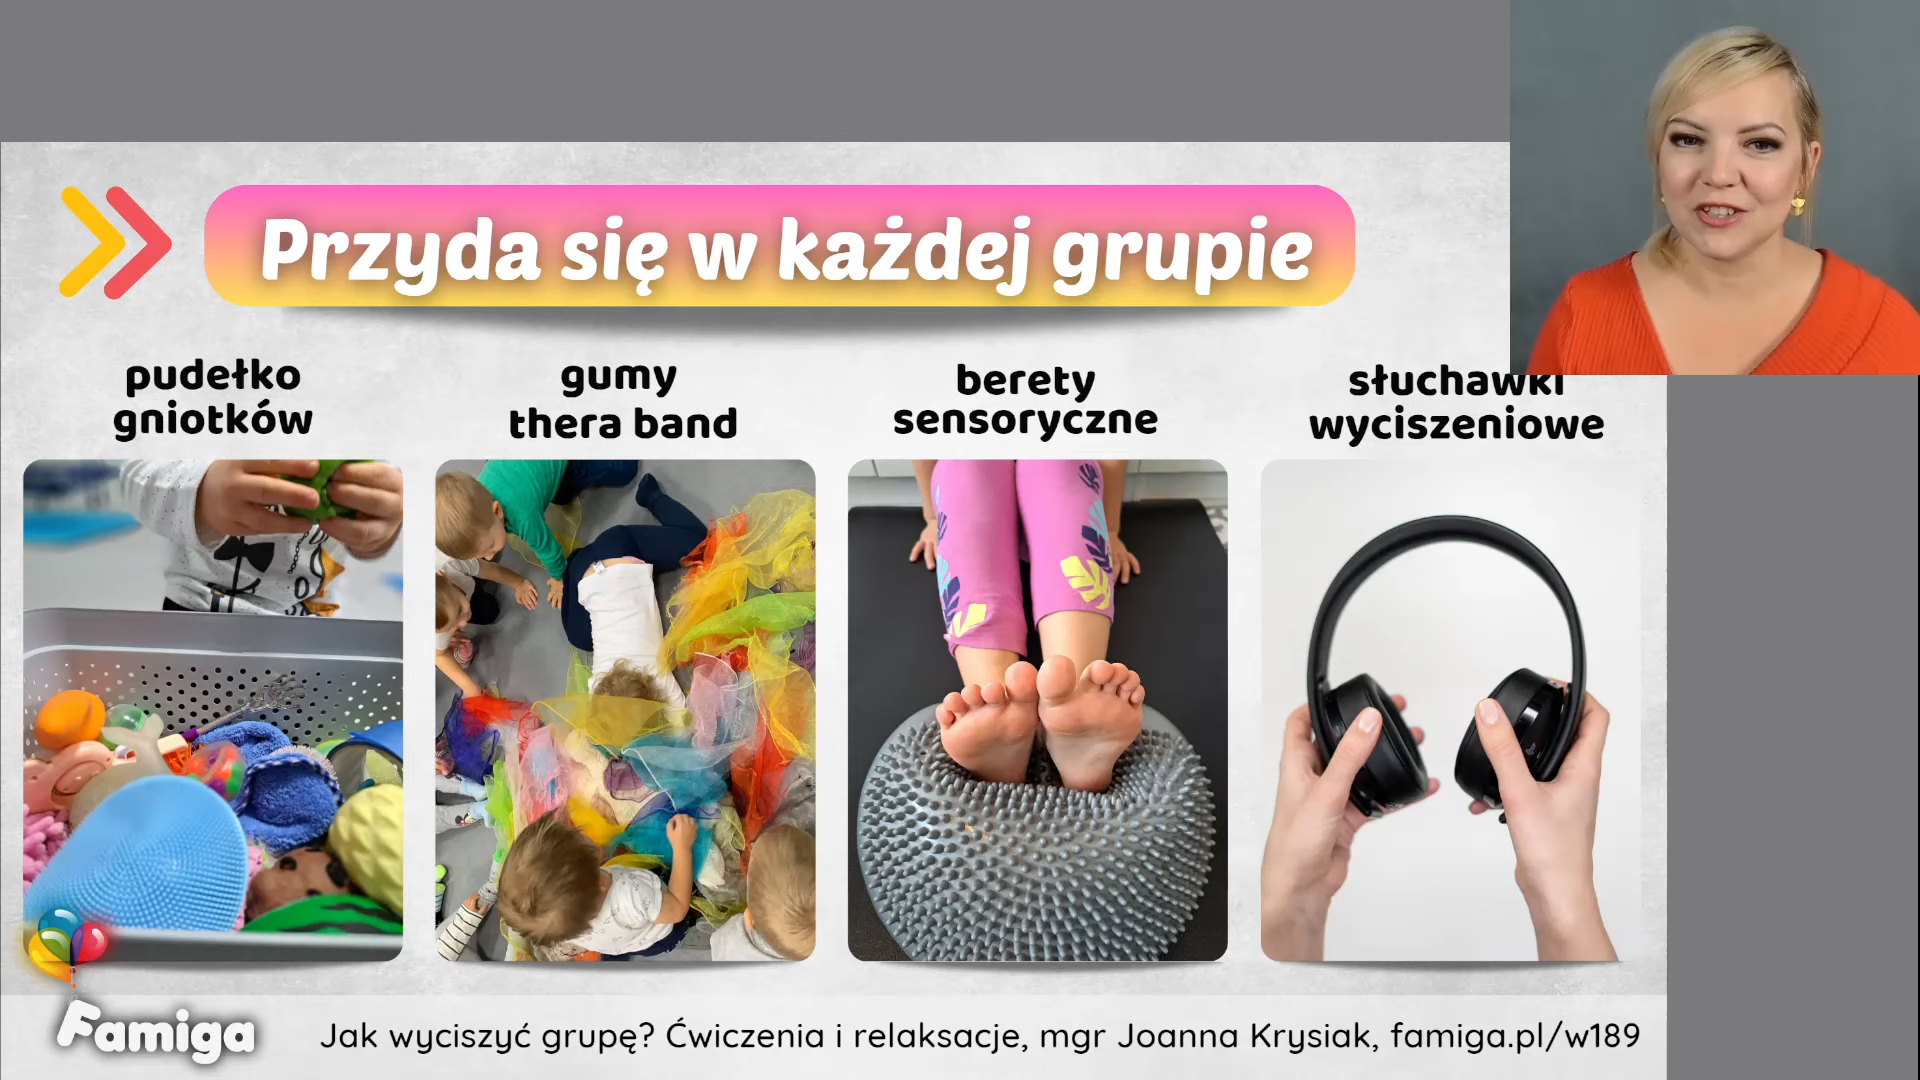 Przyda się w każdej grupie
pudełko
gniotków
gumy
thera band
berety
sensoryczne
słuchawki
wyciszeniowe
Famiga
Jak wyciszyć grupę? Ćwiczenia i relaksacje, mgr Joanna Krysiak, famiga.pl/w189